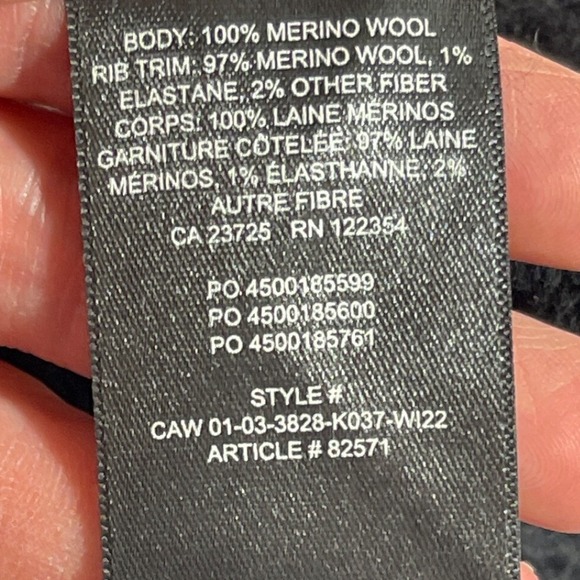 BODY: 100% MERINO WOOL
RIB TRIM: 97% MERINO WOOL, 1%
ELASTANE, 2% OTHER FIBER
CORPS: 100% LAINE MÉRINOS
GARNITURE CÔTELÉE: 97% LAINE
MÉRINOS, 1% ÉLASTHANNE, 2%
AUTRE FIBRE
CA 23725 RN 122354
PO 4500185599
PO 4500185600
PO 4500185761
STYLE #
CAW 01-03-3828-K037-WI22
ARTICLE # 82571